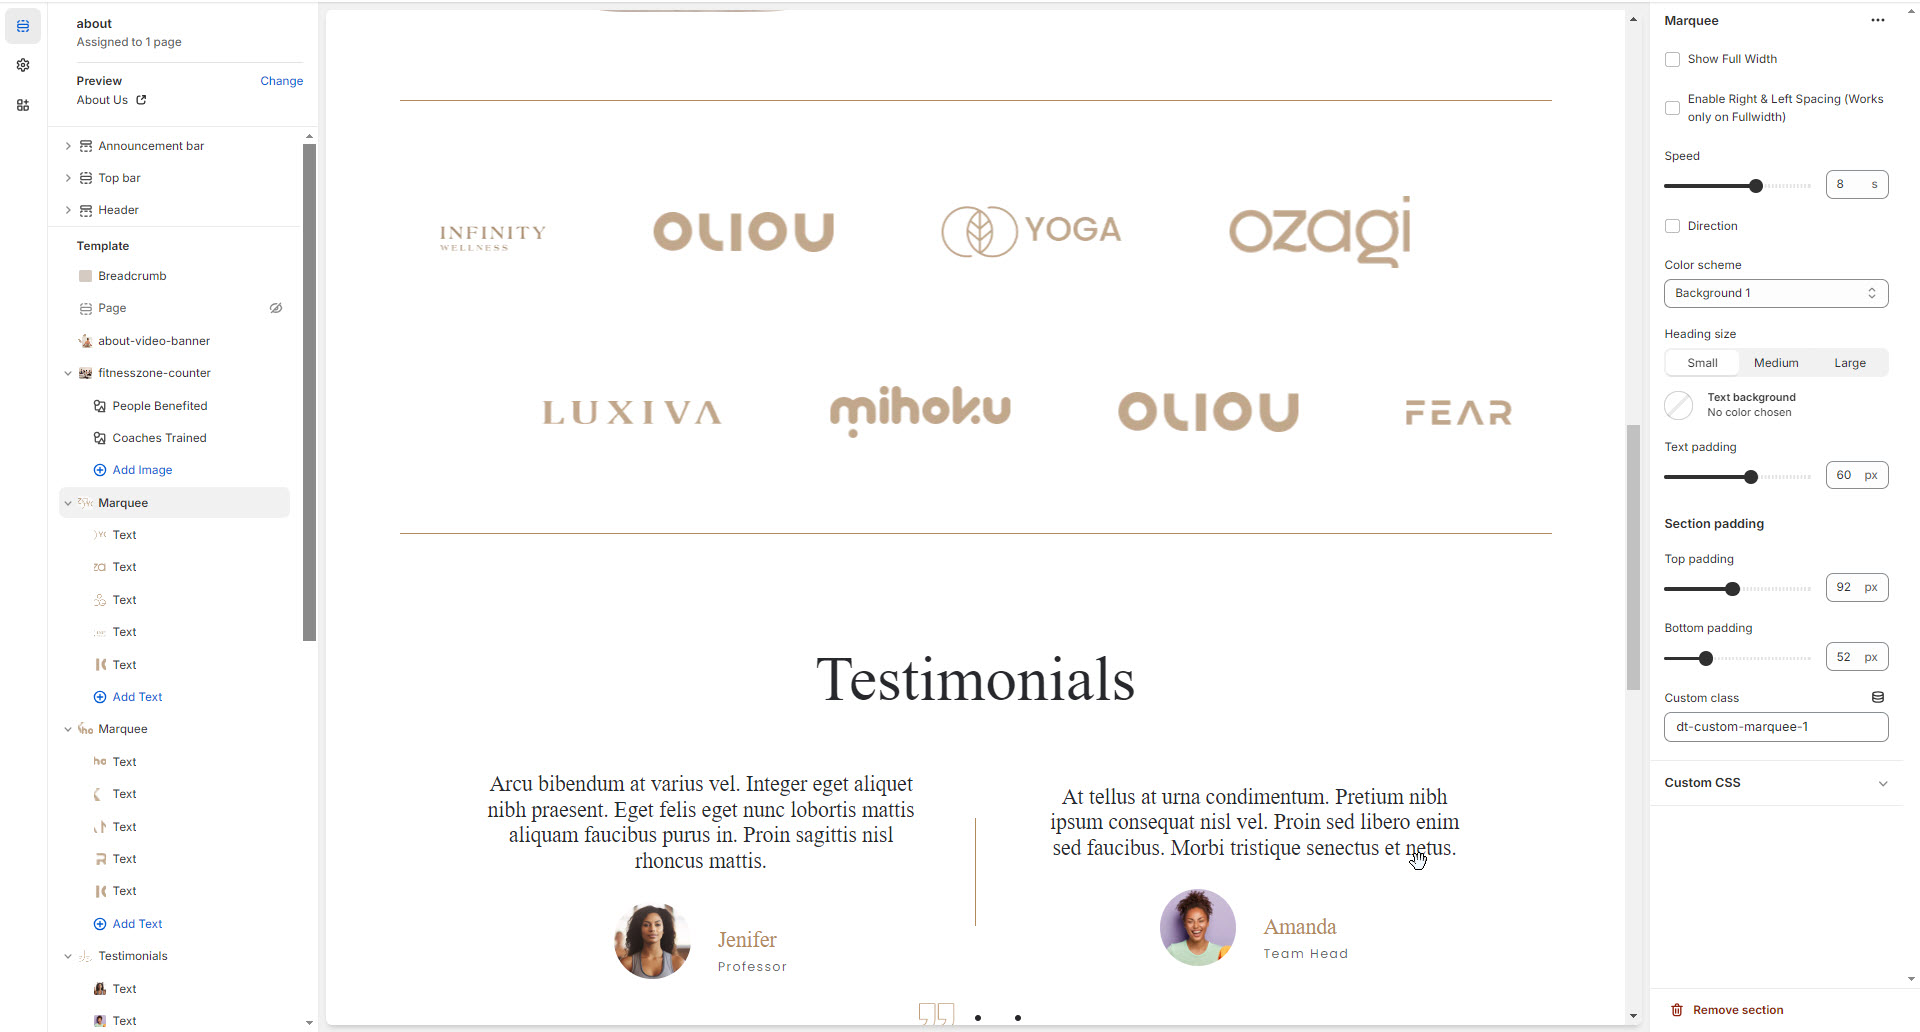 about
Assigned to 1 page
Preview
Change
About Us
Announcement bar
Top bar
Header
Template
Breadcrumb
Page
about-video-banner
fitnesszone-counter
People Benefited
Coaches Trained
Add Image
Marquee
Text
Text
Text
Text
Text
Add Text
Marquee
Text
Text
Text
Text
Text
Add Text
Testimonials
Text
Text
INFINITY
WELLNESS
OLIOU
YOGA
ozagi
LUXIVA
mihoku
OLIOU
FEAR
Testimonials
Arcu bibendum at varius vel. Integer eget aliquet
nibh praesent. Eget felis eget nunc lobortis mattis
aliquam faucibus purus in. Proin sagittis nisl
rhoncus mattis.
Jenifer
Professor
At tellus at urna condimentum. Pretium nibh
ipsum consequat nisl vel. Proin sed libero enim
sed faucibus. Morbi tristique senectus et netus.
Amanda
Team Head
Marquee
Show Full Width
Enable Right & Left Spacing (Works
only on Fullwidth)
Speed
8 s
Direction
Color scheme
Background 1
Heading size
Small Medium Large
Text background
No color chosen
Text padding
60 px
Section padding
Top padding
92 px
Bottom padding
52 px
Custom class
dt-custom-marquee-1
Custom CSS
Remove section